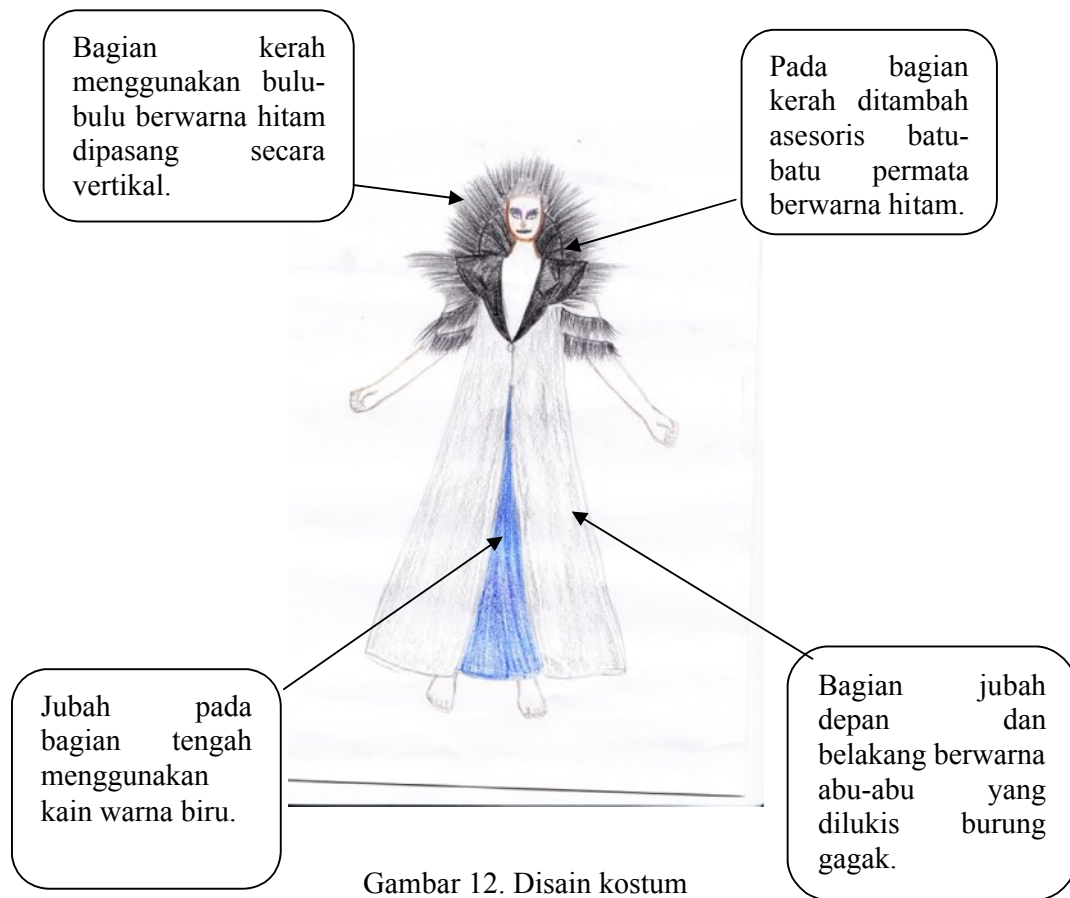 Bagian kerah
menggunakan bulu-
bulu berwarna hitam
dipasang secara
vertikal.
Pada bagian
kerah ditambah
asesoris batu-
batu permata
berwarna hitam.
Jubah pada
bagian tengah
menggunakan
kain warna biru.
Bagian jubah
depan dan
belakang berwarna
abu-abu yang
dilukis burung
gagak.
Gambar 12. Disain kostum